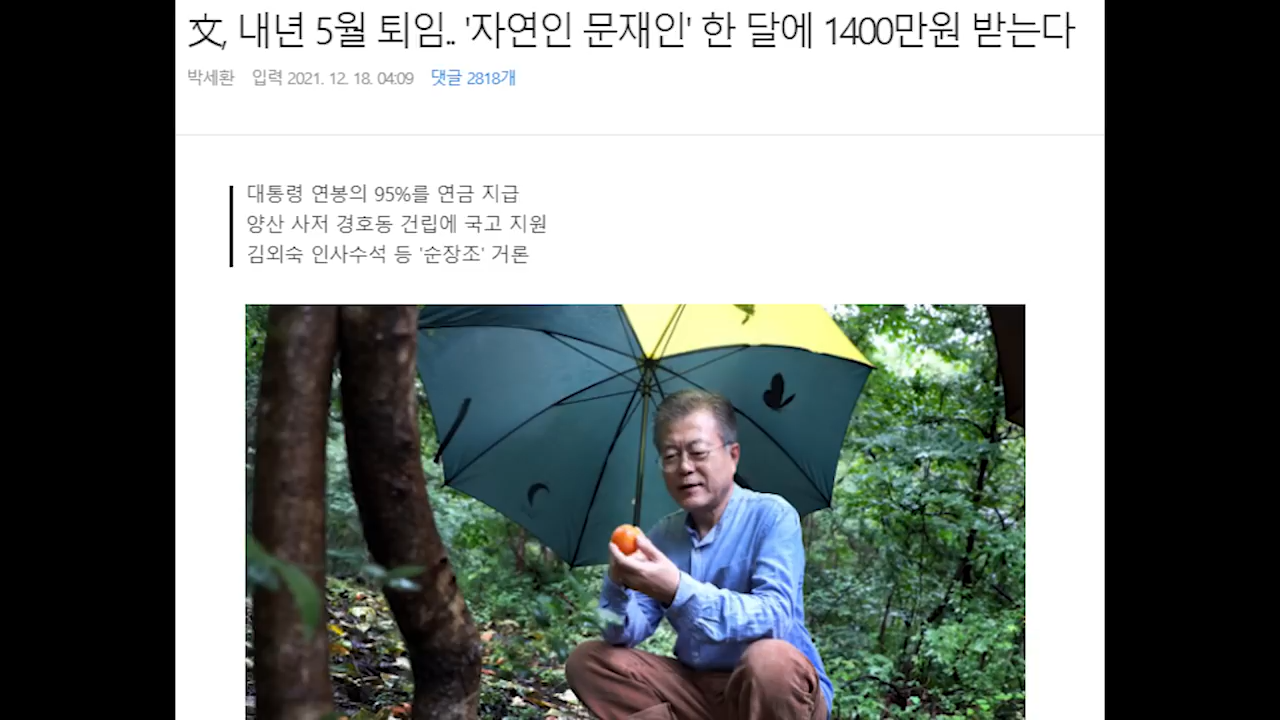 文, 내년 5월 퇴임.. '자연인 문재인' 한 달에 1400만원 받는다
박세환 입력 2021. 12. 18. 04:09 댓글 2818개
대통령 연봉의 95%를 연금 지급
양산 사저 경호동 건립에 국고 지원
김외숙 인사수석 등 '순장조' 거론